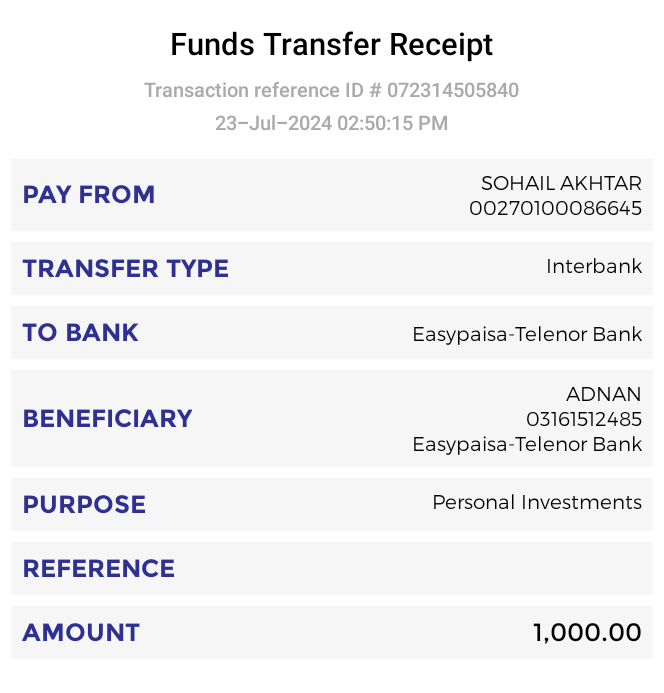 Funds Transfer Receipt
Transaction reference ID # 072314505840
23-Jul-2024 02:50:15 PM
PAY FROM
SOHAIL AKHTAR
00270100086645
TRANSFER TYPE
Interbank
TO BANK
Easypaisa-Telenor Bank
BENEFICIARY
ADNAN
03161512485
Easypaisa-Telenor Bank
PURPOSE
Personal Investments
REFERENCE
AMOUNT
1,000.00